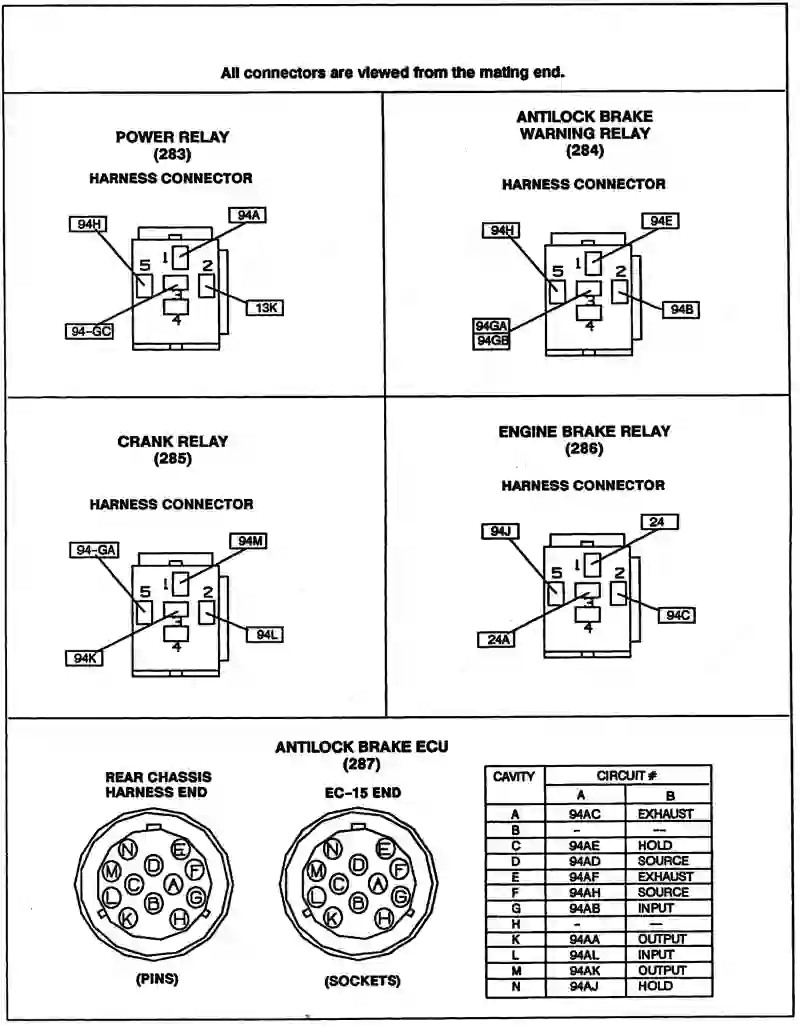 All connectors are viewed from the mating end.
POWER RELAY
(283)
HARNESS CONNECTOR
94H
94A
1
5
2
3
4
13K
94-GC
ANTILOCK BRAKE
WARNING RELAY
(284)
HARNESS CONNECTOR
94H
94E
1
5
2
3
4
94B
94GA
94GB
CRANK RELAY
(285)
HARNESS CONNECTOR
94-GA
94M
1
5
2
3
4
94L
94K
ENGINE BRAKE RELAY
(286)
HARNESS CONNECTOR
94J
24
1
5
2
3
4
94C
24A
ANTILOCK BRAKE ECU
(287)
REAR CHASSIS
HARNESS END
N E
M D F
C A
L B G
K H
(PINS)
EC-15 END
N E
M D F
C A
L B G
K H
(SOCKETS)
CAVITY CIRCUIT #
A B
A 94AC EXHAUST
B - --
C 94AE HOLD
D 94AD SOURCE
E 94AF EXHAUST
F 94AH SOURCE
G 94AB INPUT
H - --
K 94AA OUTPUT
L 94AL INPUT
M 94AK OUTPUT
N 94AJ HOLD